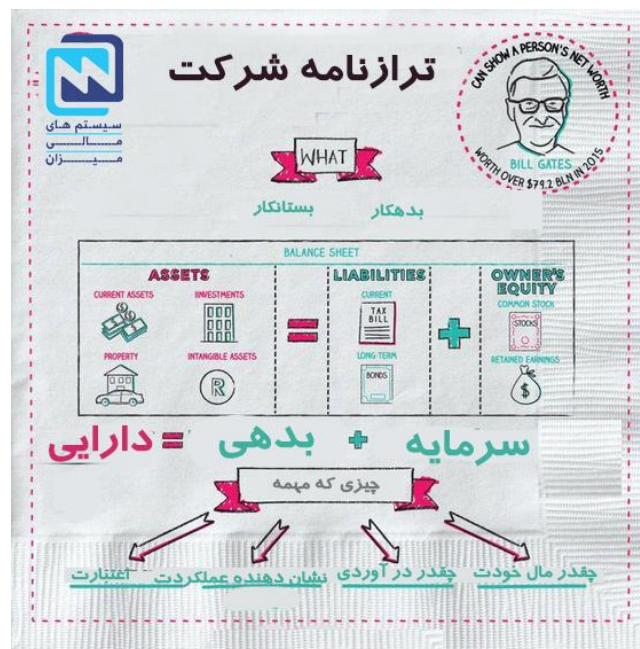 ترازنامه شرکت
سیستم های
مــالــی
مــیــــزان
CAN SHOW A PERSON'S NET WORTH
BILL GATES
WORTH OVER $79.2 BLN IN 2015
WHAT
بدهکار بستانکار
BALANCE SHEET
ASSETS
CURRENT ASSETS
INVESTMENTS
PROPERTY
INTANGIBLE ASSETS
R
=
LIABILITIES
CURRENT
TAX
BILL
LONG TERM
BONDS
+
OWNER'S
EQUITY
COMMON STOCK
STOCKS
RETAINED EARNINGS
$
سرمایه + بدهی = دارایی
چیزی که مهمه
چقدر مال خودت
چقدر در آوردی
نشان دهنده عملکردت
اعتبارت